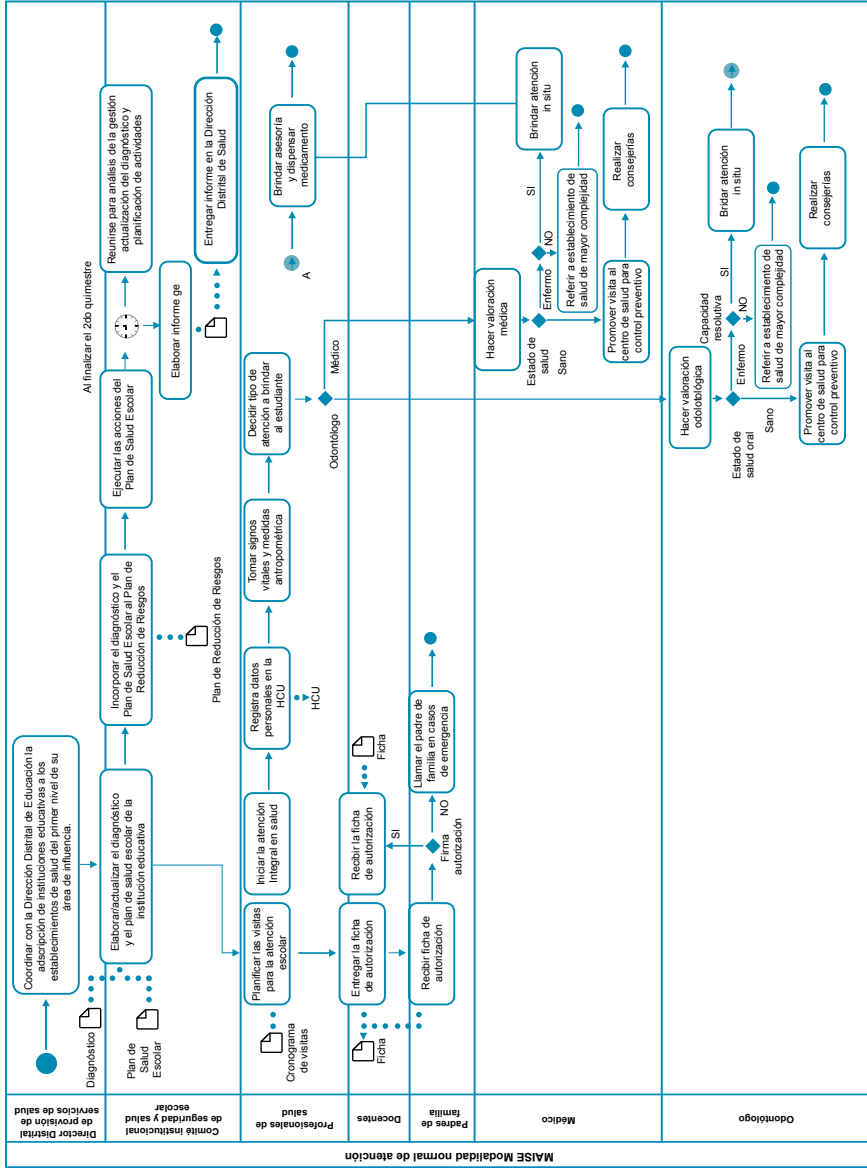 MAISE Modalidad normal de atención
Director Distrital
de provisión de
servicios de salud
Coordinar con la Dirección Distrital de Educación la
adscripción de instituciones educativas a los
establecimientos de salud del primer nivel de su
área de influencia.
Comité institucional
de seguridad y salud
escolar
Diagnóstico
Plan de
Salud
Escolar
Elaborar/actualizar el diagnóstico
y el plan de salud escolar de la
institución educativa
Incorporar el diagnóstico y el
Plan de Salud Escolar al Plan de
Reducción de Riesgos
Plan de Reducción de Riesgos
Ejecutar las acciones del
Plan de Salud Escolar
Al finalizar el 2do quimestre
Reunirse para análisis de la gestión
actualización del diagnóstico y
planificación de actividades
Elaborar informe ge
Entregar informe en la Dirección
Distritsl de Salud
Profesionales de
salud
Cronograma
de visitas
Planificar las visitas
para la atención
escolar
Iniciar la atención
Integral en salud
Registra datos
personales en la
HCU
HCU
Tomar signos
vitales y medidas
antropométrica
Decidir tipo de
atención a brindar
al estudiante
Odontólogo
Médico
A
Brindar asesoría
y dispensar
medicamento
Docentes
Ficha
Entregar la ficha
de autorización
Recibir la ficha
de autorización
Ficha
Padres de
familia
Recibir ficha de
autorización
SI
NO
Firma
autorización
Llamar el padre de
familia en casos
de emergencia
Médico
Hacer valoración
médica
Estado de
salud
Enfermo
Sano
SI
NO
Brindar atención
in situ
Referir a establecimiento de
salud de mayor complejidad
Promover visita al
centro de salud para
control preventivo
Realizar
consejerías
Odontólogo
Hacer valoración
odolotbológica
Estado de
salud oral
Enfermo
Sano
Capacidad
resolutiva
SI
NO
Bridar atención
in situ
Referir a establecimiento de
salud de mayor complejidad
Promover visita al
centro de salud para
control preventivo
Realizar
consejerías